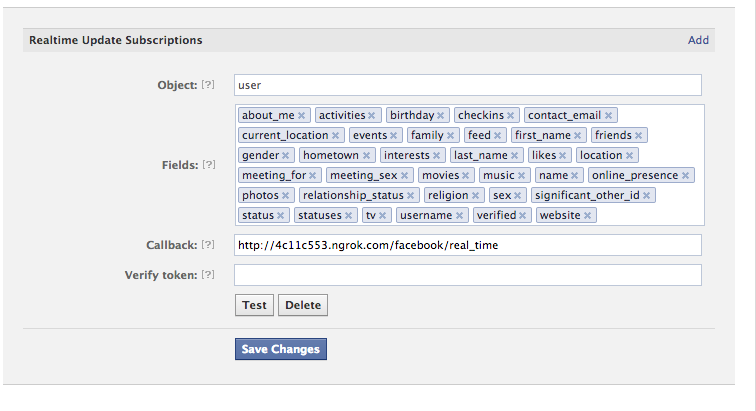 Realtime Update Subscriptions Add
Object: [?] user
about_me × activities × birthday × checkins × contact_email ×
current_location × events × family × feed × first_name × friends ×
gender × hometown × interests × last_name × likes × location ×
Fields: [?]
meeting_for × meeting_sex × movies × music × name × online_presence ×
photos × relationship_status × religion × sex × significant_other_id ×
status × statuses × tv × username × verified × website ×
Callback: [?] http://4c11c553.ngrok.com/facebook/real_time
Verify token: [?]
Test Delete
Save Changes